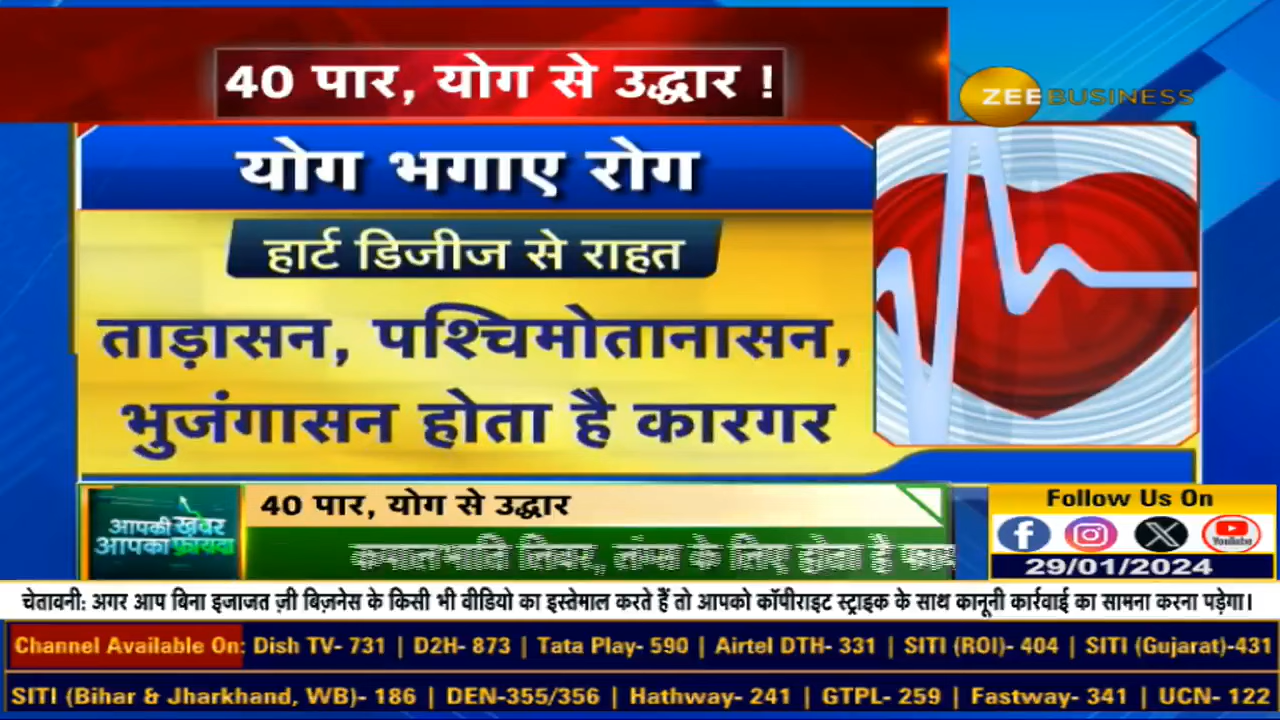 40 पार, योग से उद्धार !
ZEE BUSINESS
योग भगाए रोग
हार्ट डिजीज से राहत
ताड़ासन, पश्चिमोतानासन,
भुजंगासन होता है कारगर
आपकी खबर
आपका फ़ायदा
40 पार, योग से उद्धार
के लिए होता है
Follow Us On
YouTube
29/01/2024
चेतावनी: अगर आप बिना इजाजत ज़ी बिज़नेस के किसी भी वीडियो का इस्तेमाल करते हैं तो आपको कॉपीराइट स्ट्राइक के साथ कानूनी कार्रवाई का सामना करना पड़ेगा।
Channel Available On: Dish TV- 731 | D2H- 873 | Tata Play- 590 | Airtel DTH- 331 | SITI (ROI)- 404 | SITI (Gujarat)-431
SITI (Bihar & Jharkhand, WB)- 186 | DEN-355/356 | Hathway- 241 | GTPL- 259 | Fastway- 341 | UCN- 122